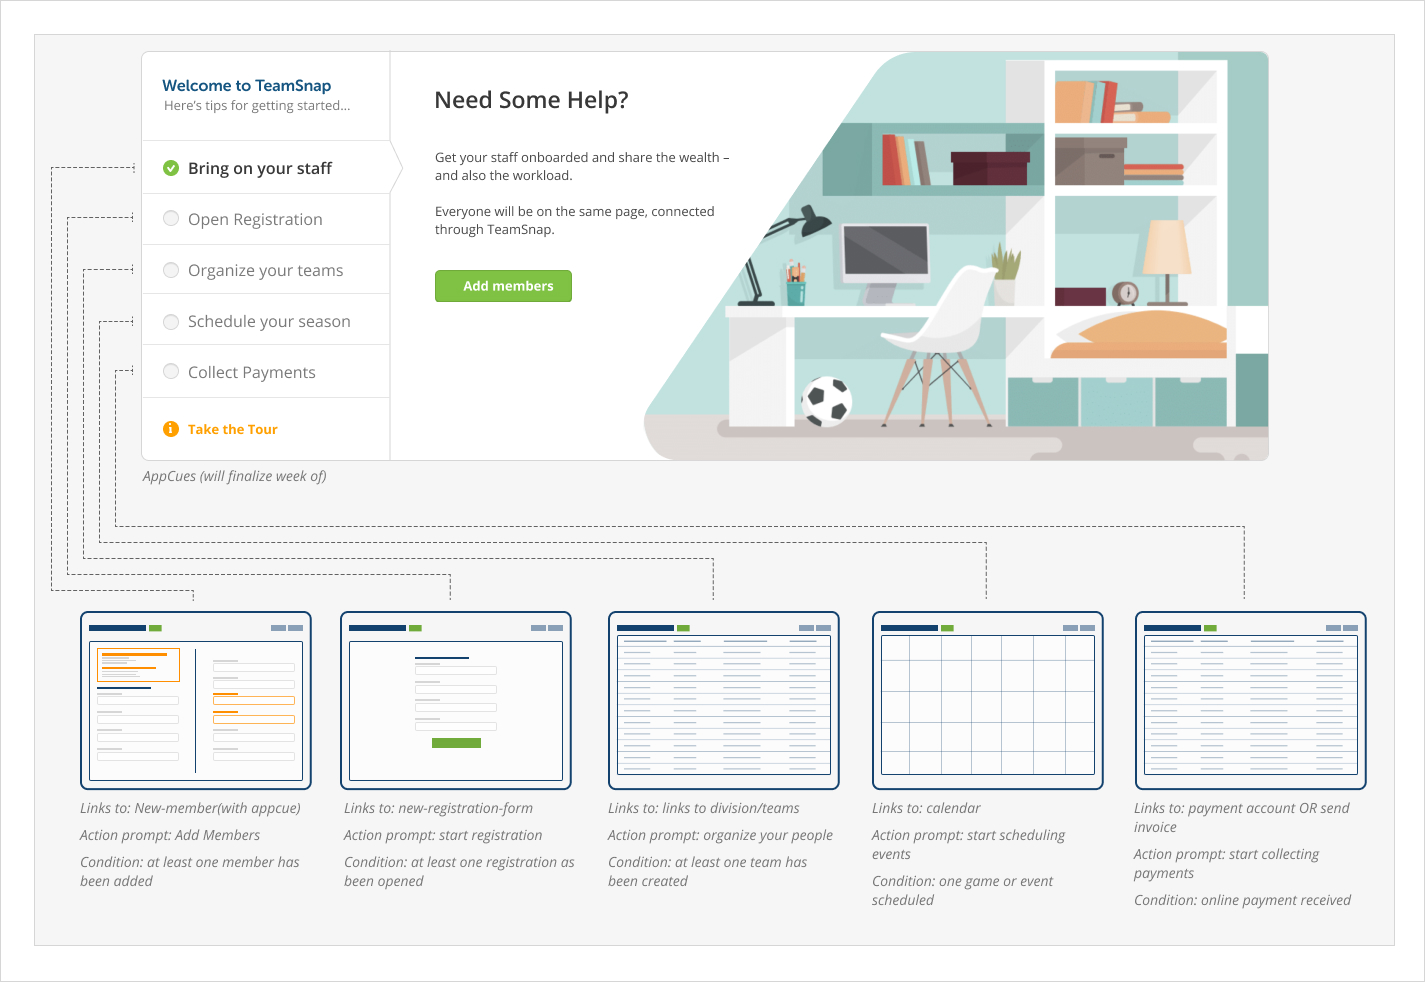 Welcome to TeamSnap
Here's tips for getting started...
Bring on your staff
Open Registration
Organize your teams
Schedule your season
Collect Payments
Take the Tour
Need Some Help?
Get your staff onboarded and share the wealth –
and also the workload.
Everyone will be on the same page, connected
through TeamSnap.
Add members
AppCues (will finalize week of)
Links to: New-member(with appcue)
Action prompt: Add Members
Condition: at least one member has
been added
Links to: new-registration-form
Action prompt: start registration
Condition: at least one registration as
been opened
Links to: links to division/teams
Action prompt: organize your people
Condition: at least one team has
been created
Links to: calendar
Action prompt: start scheduling
events
Condition: one game or event
scheduled
Links to: payment account OR send
invoice
Action prompt: start collecting
payments
Condition: online payment received